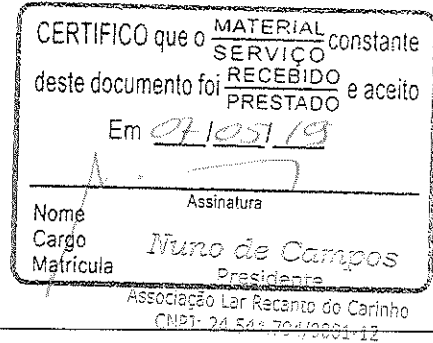 CERTIFICO que o MATERIAL constante
SERVIÇO
deste documento foi RECEBIDO e aceito
PRESTADO
Em 07/05/19
Assinatura
Nome
Cargo
Matrícula
Nuno de Campos
Presidente
Associação Lar Recanto do Carinho
CNPJ: